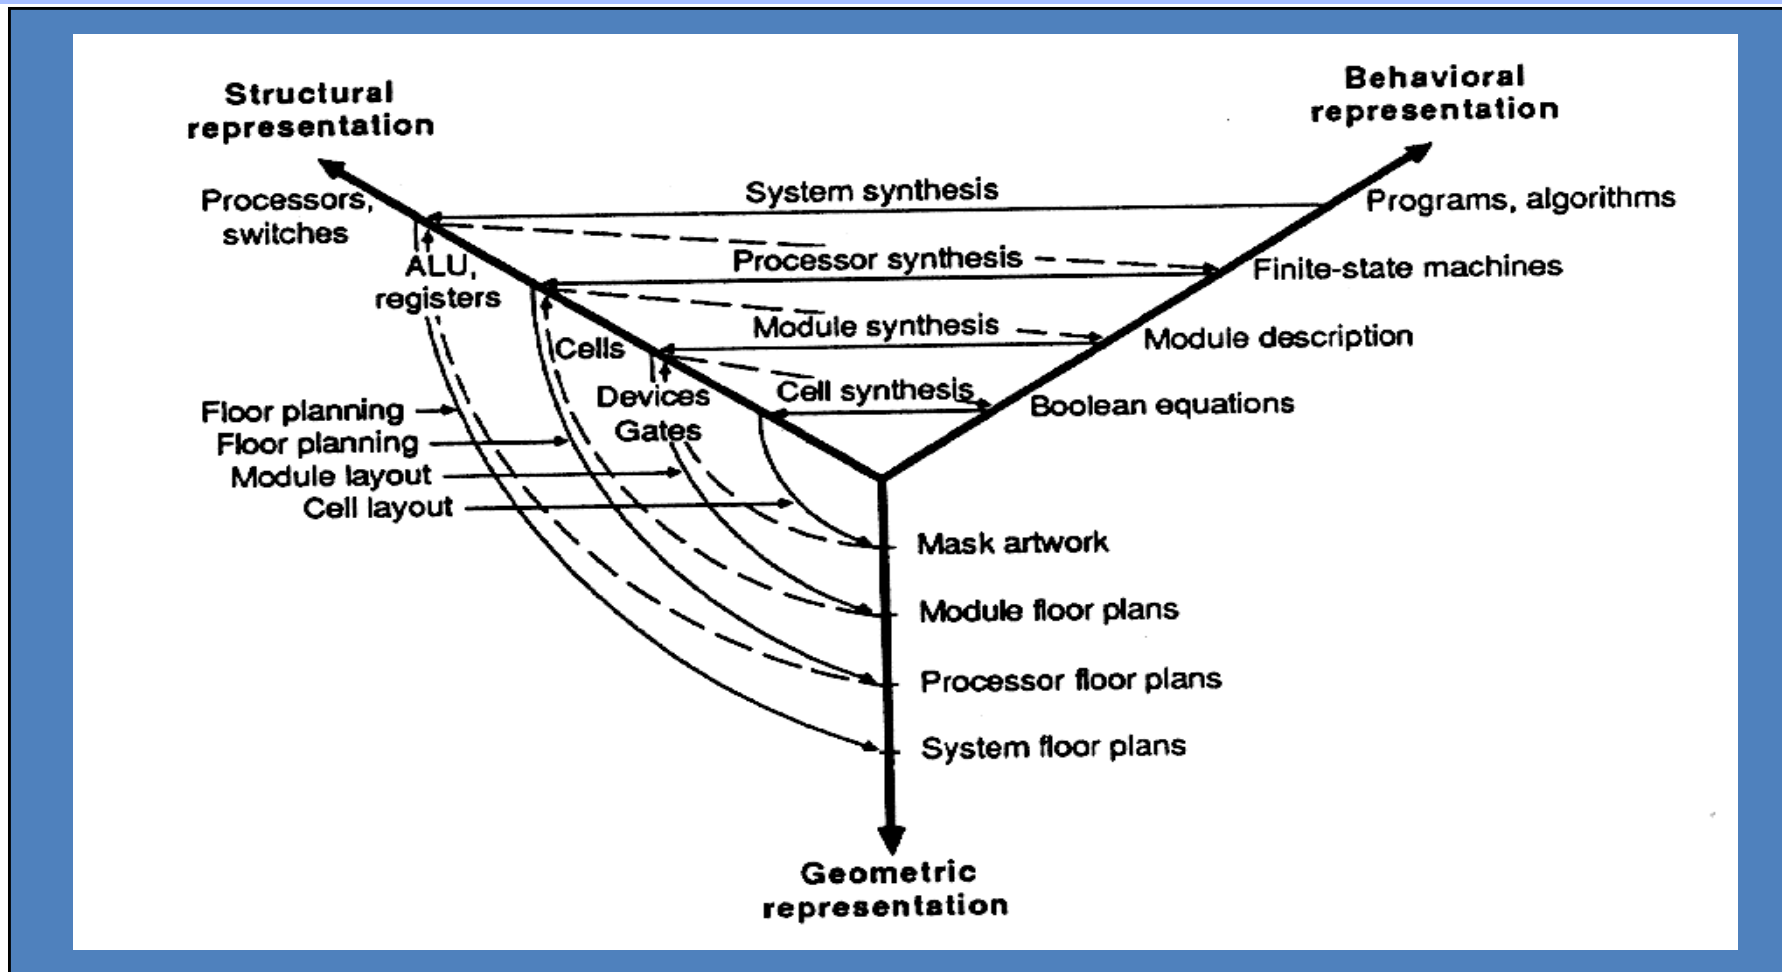 Structural
representation
Behavioral
representation
Processors,
switches
System synthesis
Programs, algorithms
ALU,
registers
Processor synthesis
Finite-state machines
Cells
Module synthesis
Module description
Devices
Gates
Cell synthesis
Boolean equations
Floor planning
Floor planning
Module layout
Cell layout
Mask artwork
Module floor plans
Processor floor plans
System floor plans
Geometric
representation